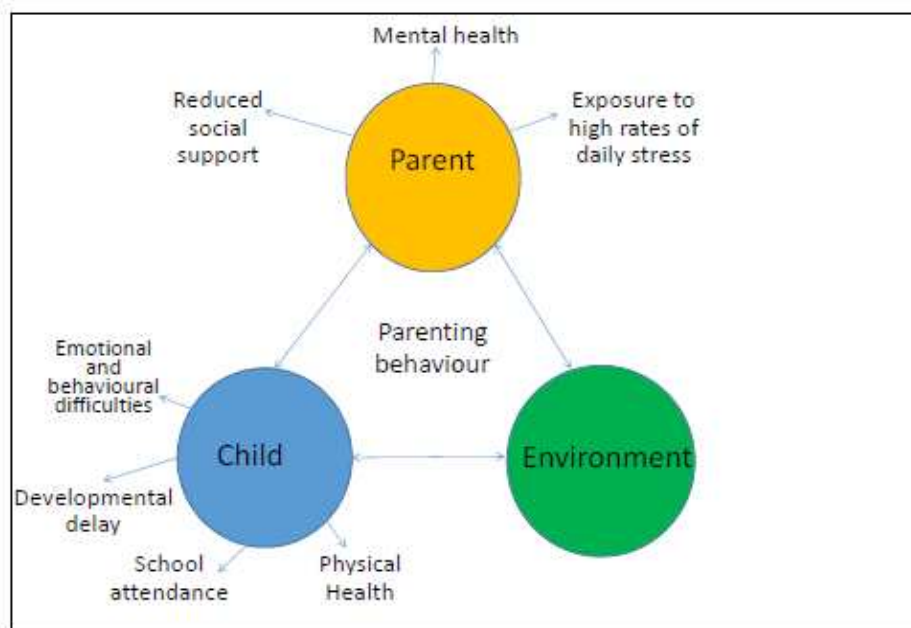 Mental health
Reduced
social
support
Exposure to
high rates of
daily stress
Parent
Parenting
behaviour
Emotional
and
behavioural
difficulties
Child
Environment
Developmental
delay
School
attendance
Physical
Health